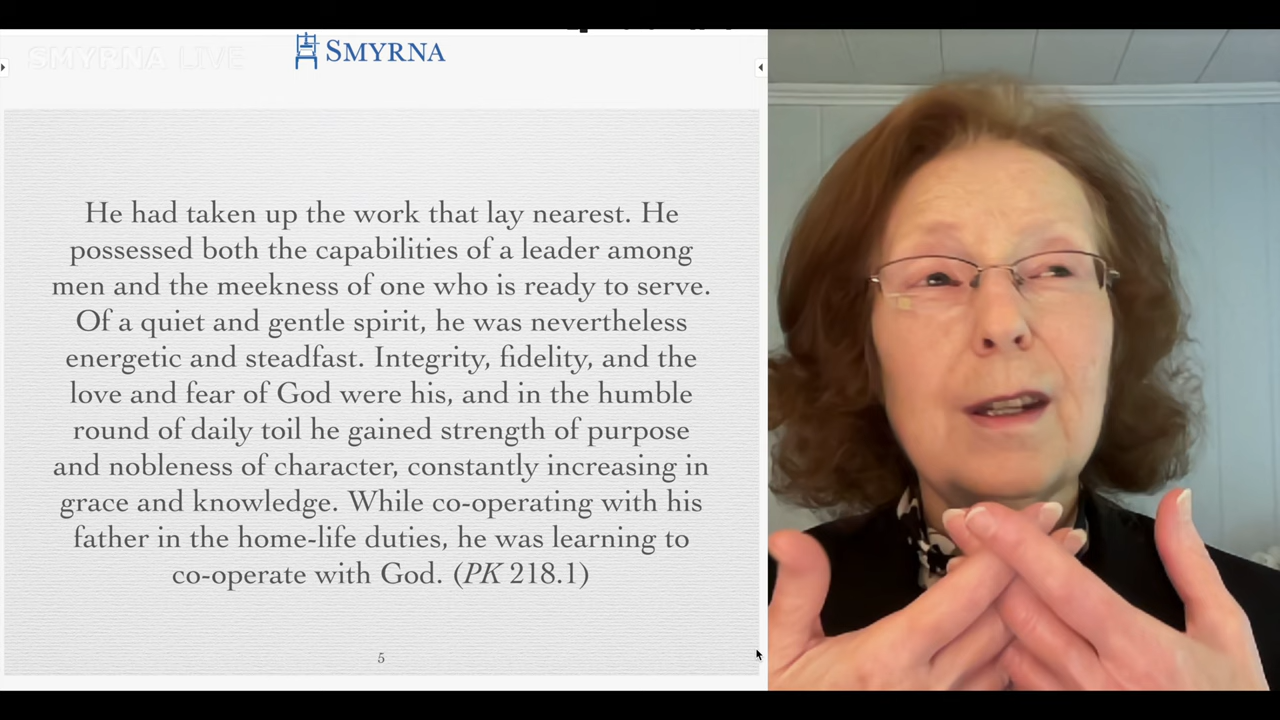 SMYRNA LIVE
SMYRNA
He had taken up the work that lay nearest. He
possessed both the capabilities of a leader among
men and the meekness of one who is ready to serve.
Of a quiet and gentle spirit, he was nevertheless
energetic and steadfast. Integrity, fidelity, and the
love and fear of God were his, and in the humble
round of daily toil he gained strength of purpose
and nobleness of character, constantly increasing in
grace and knowledge. While co-operating with his
father in the home-life duties, he was learning to
co-operate with God. (PK 218.1)
5